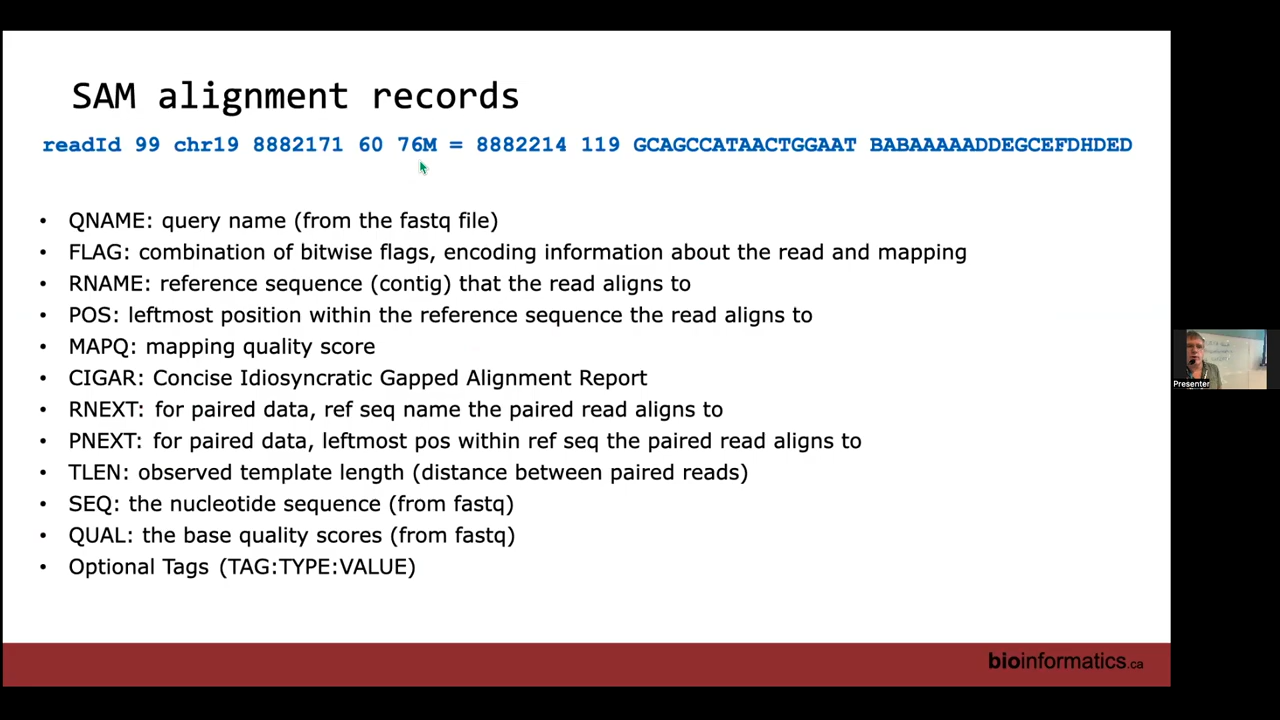 SAM alignment records
readId 99 chr19 8882171 60 76M = 8882214 119 GCAGCCATAACTGGAAT BABAAAAADDEGCEFDHDED
• QNAME: query name (from the fastq file)
• FLAG: combination of bitwise flags, encoding information about the read and mapping
• RNAME: reference sequence (contig) that the read aligns to
• POS: leftmost position within the reference sequence the read aligns to
• MAPQ: mapping quality score
• CIGAR: Concise Idiosyncratic Gapped Alignment Report
• RNEXT: for paired data, ref seq name the paired read aligns to
• PNEXT: for paired data, leftmost pos within ref seq the paired read aligns to
• TLEN: observed template length (distance between paired reads)
• SEQ: the nucleotide sequence (from fastq)
• QUAL: the base quality scores (from fastq)
• Optional Tags (TAG:TYPE:VALUE)
Presenter
bioinformatics.ca